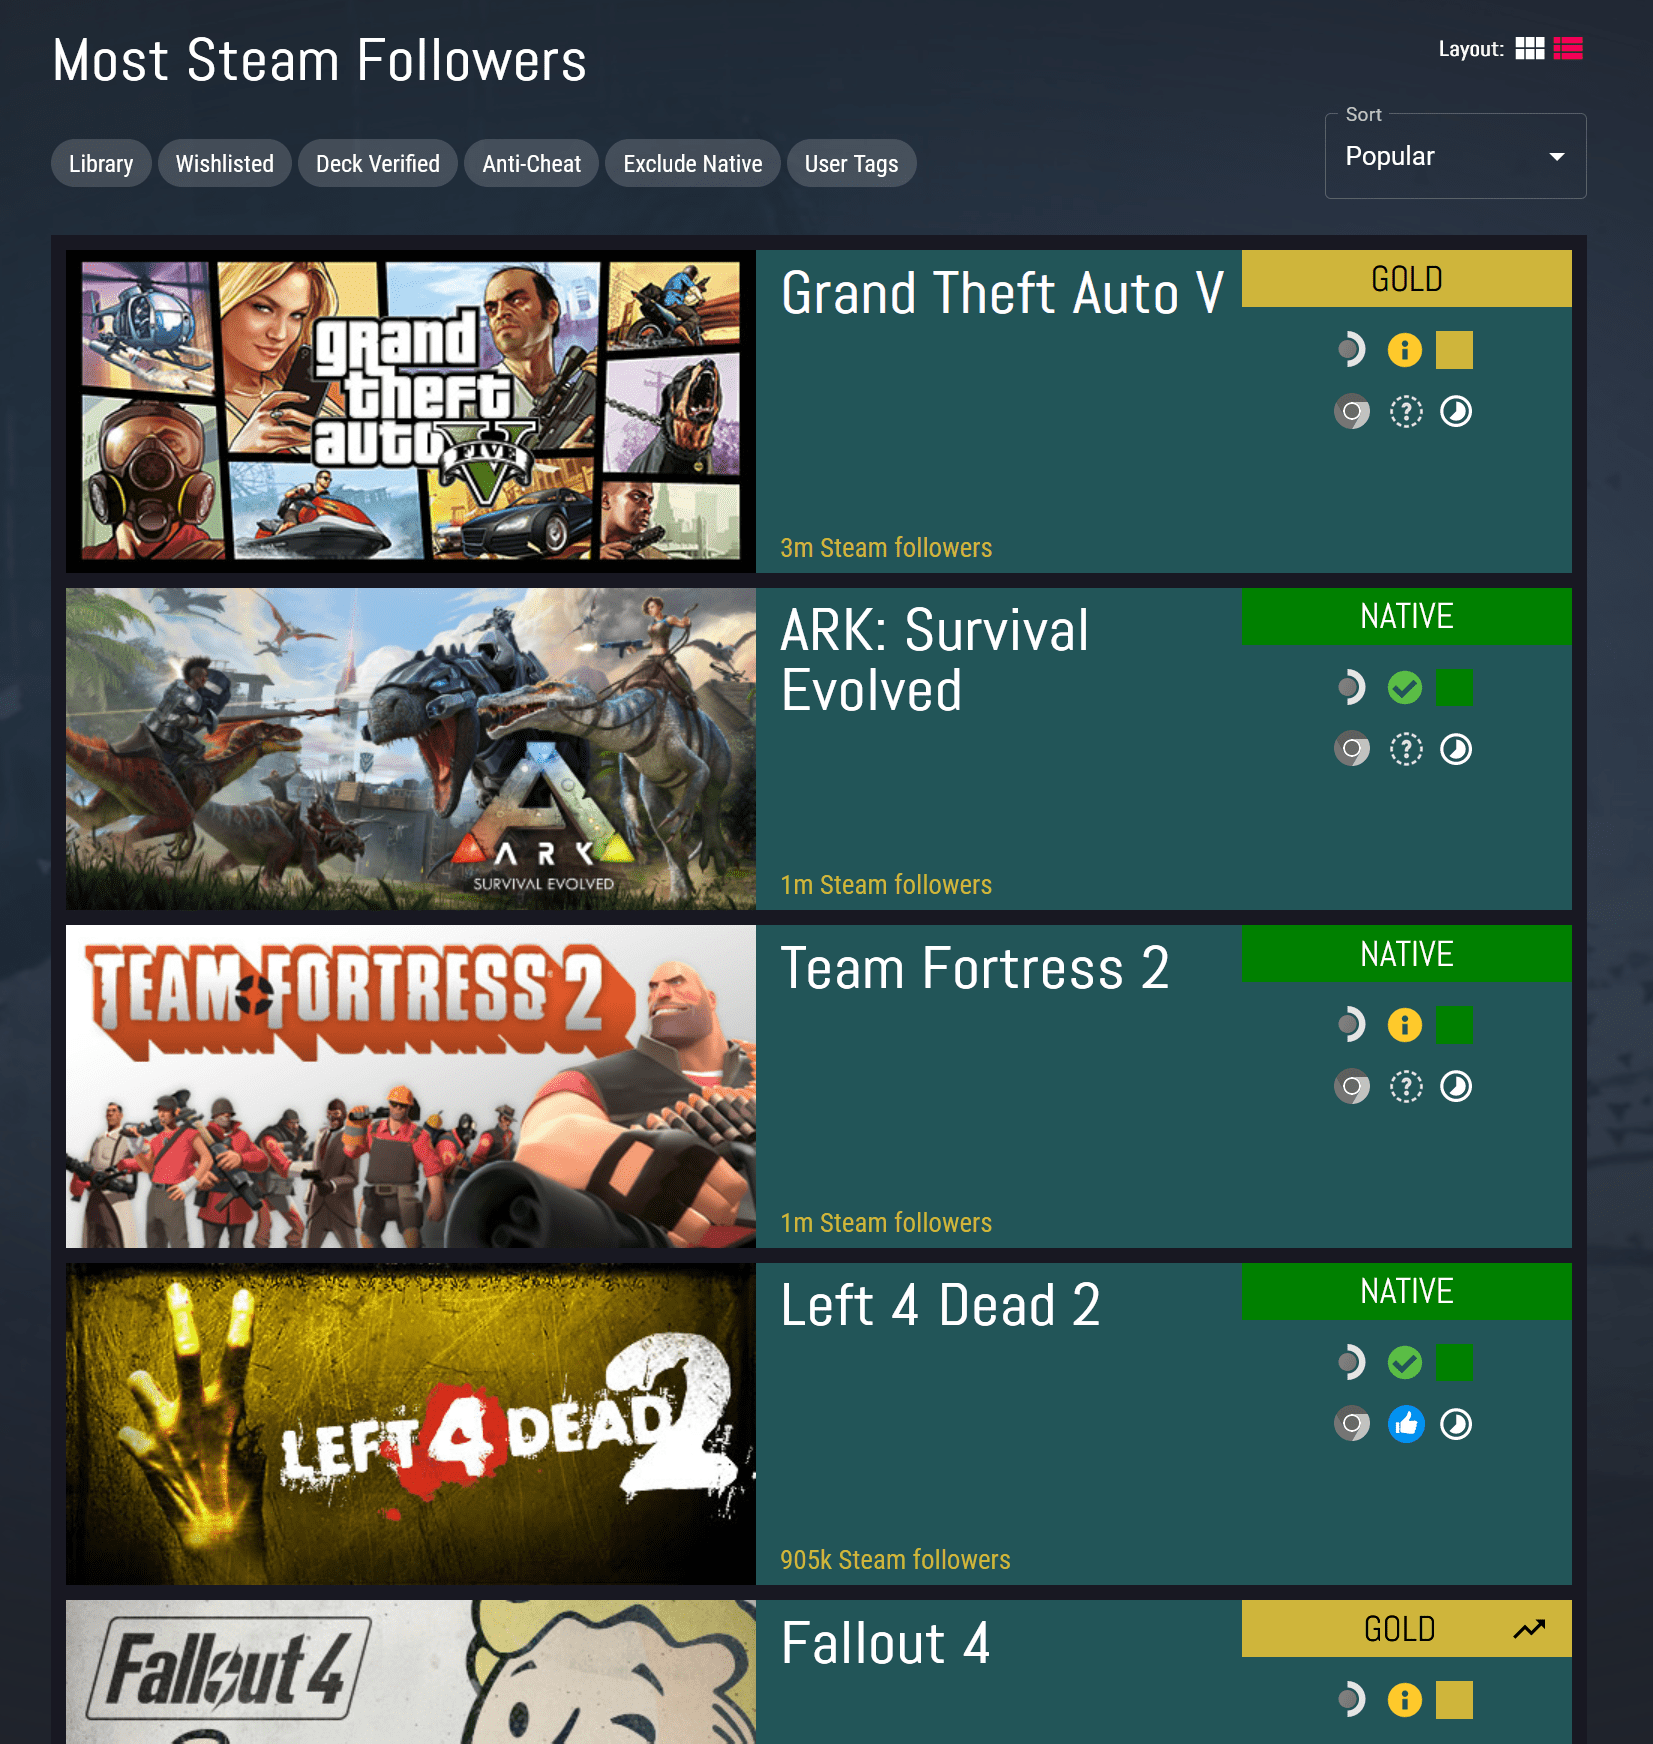 Most Steam Followers
Layout:
Sort
Popular
Library
Wishlisted
Deck Verified
Anti-Cheat
Exclude Native
User Tags
grand
theft
auto
FIVE
Grand Theft Auto V
GOLD
3m Steam followers
ARK
SURVIVAL EVOLVED
ARK: Survival
Evolved
NATIVE
1m Steam followers
TEAM FORTRESS 2
Team Fortress 2
NATIVE
1m Steam followers
LEFT 4 DEAD 2
Left 4 Dead 2
NATIVE
905k Steam followers
Fallout 4
Fallout 4
GOLD